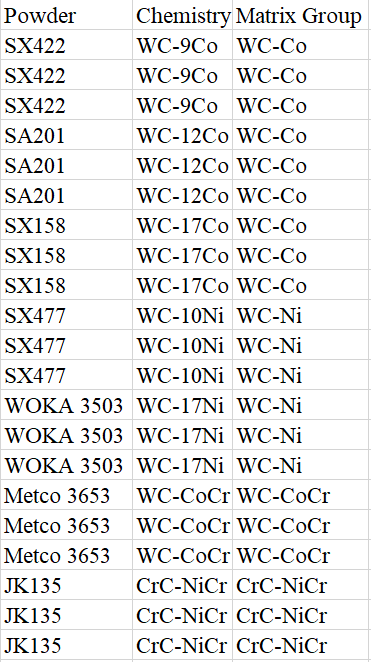 Powder Chemistry Matrix Group
SX422 WC-9Co WC-Co
SX422 WC-9Co WC-Co
SX422 WC-9Co WC-Co
SA201 WC-12Co WC-Co
SA201 WC-12Co WC-Co
SA201 WC-12Co WC-Co
SX158 WC-17Co WC-Co
SX158 WC-17Co WC-Co
SX158 WC-17Co WC-Co
SX477 WC-10Ni WC-Ni
SX477 WC-10Ni WC-Ni
SX477 WC-10Ni WC-Ni
WOKA 3503 WC-17Ni WC-Ni
WOKA 3503 WC-17Ni WC-Ni
WOKA 3503 WC-17Ni WC-Ni
Metco 3653 WC-CoCr WC-CoCr
Metco 3653 WC-CoCr WC-CoCr
Metco 3653 WC-CoCr WC-CoCr
JK135 CrC-NiCr CrC-NiCr
JK135 CrC-NiCr CrC-NiCr
JK135 CrC-NiCr CrC-NiCr